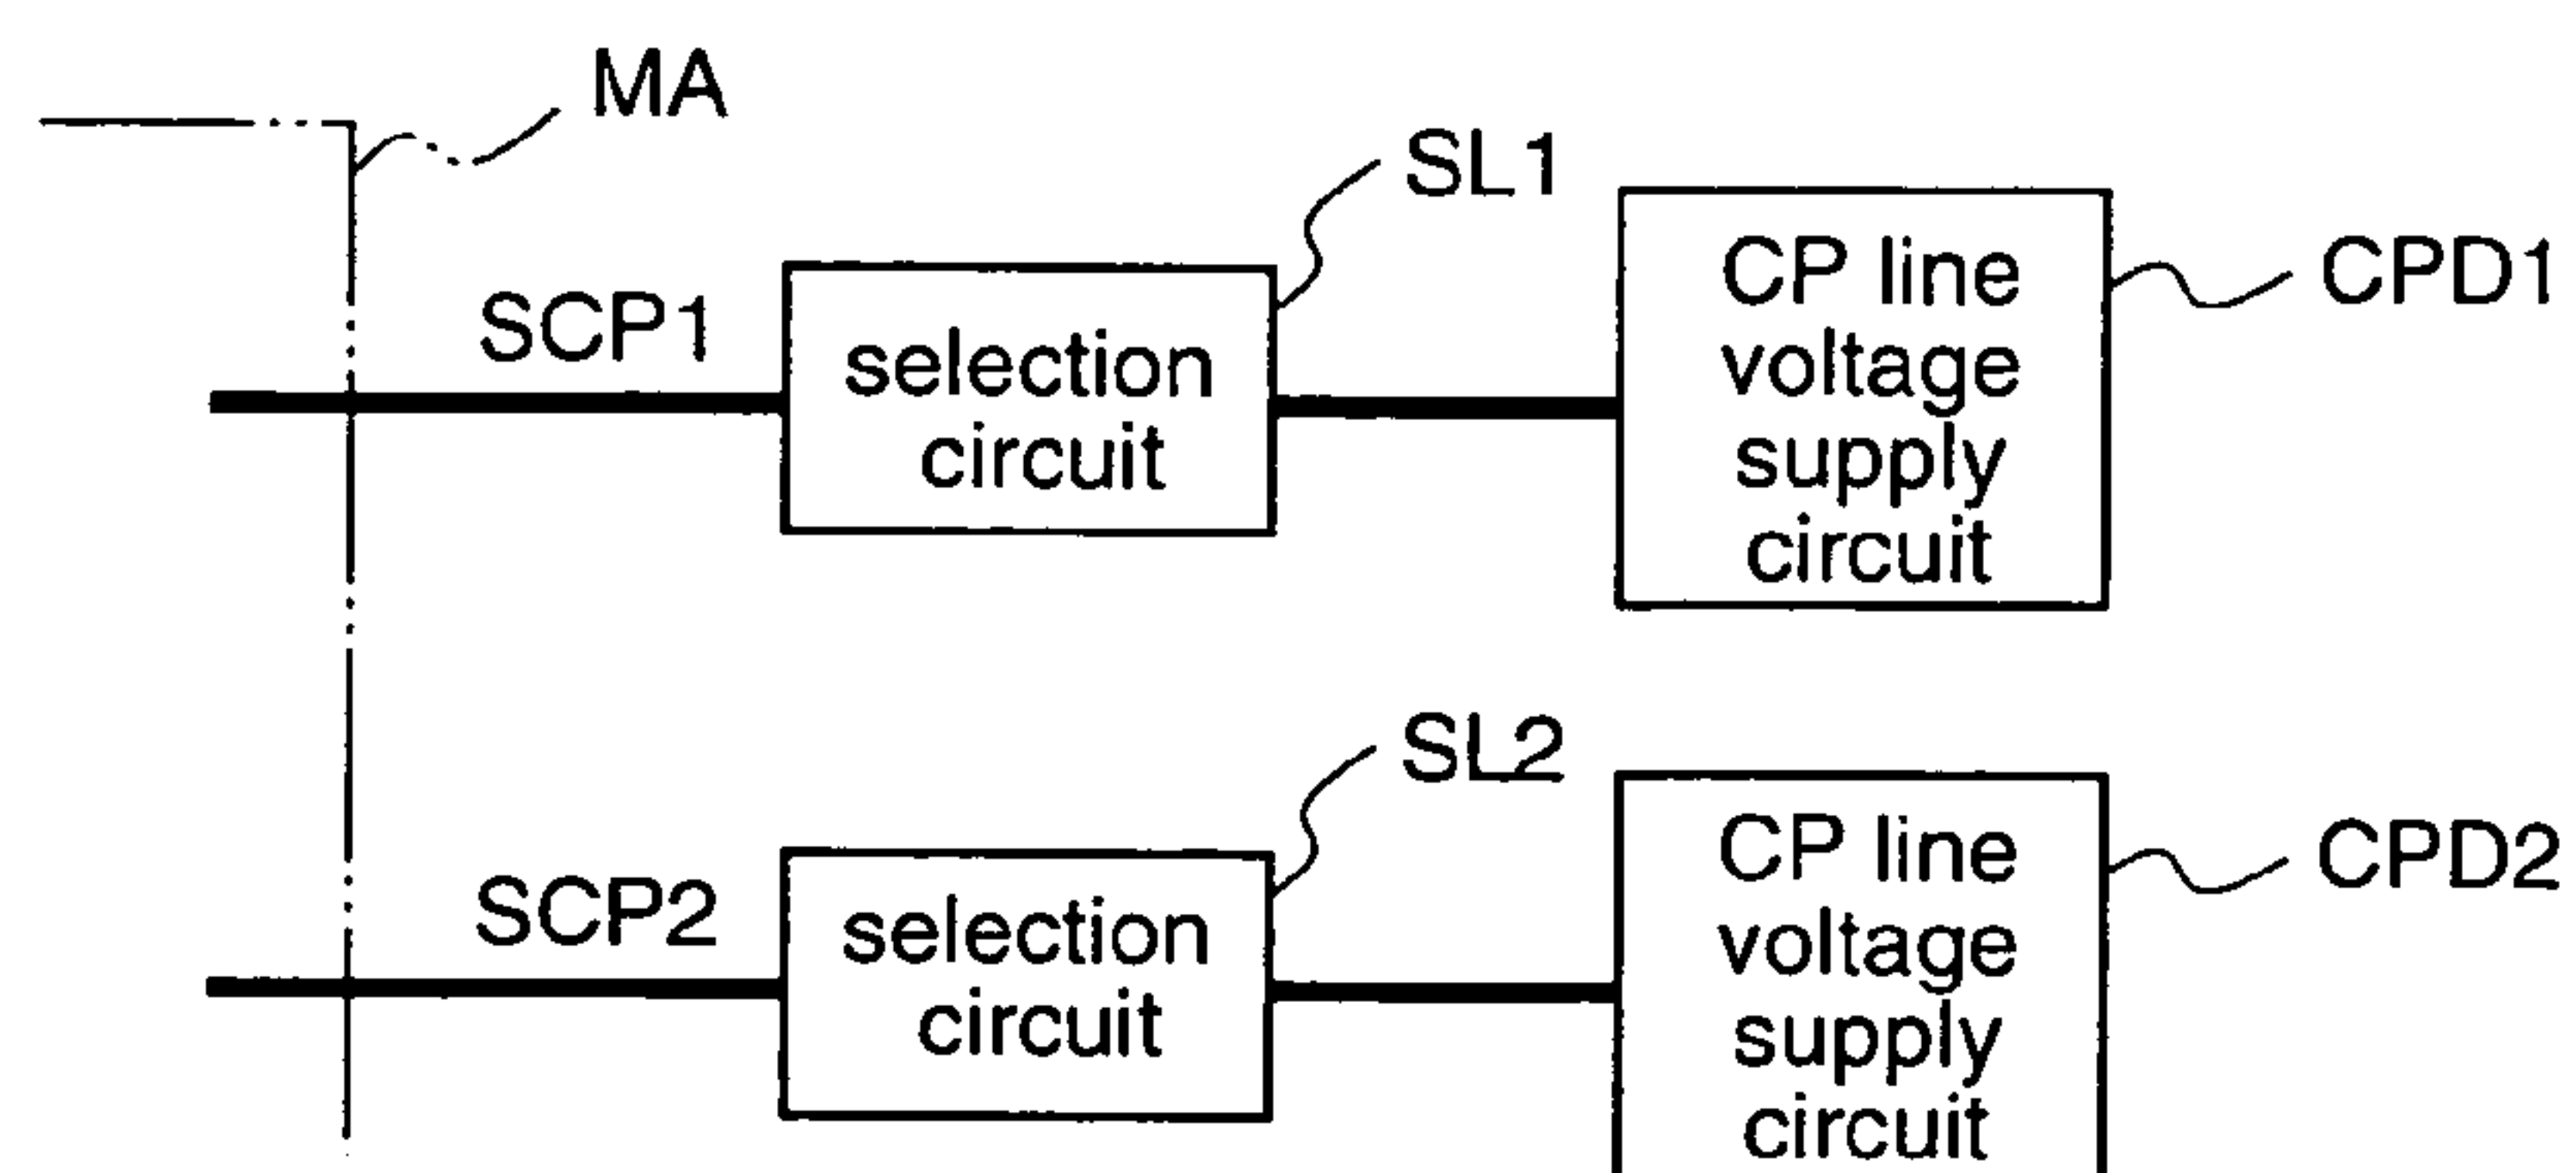 MA
SL1
SCP1
selection
circuit
CP line
voltage
supply
circuit
CPD1
SL2
SCP2
selection
circuit
CP line
voltage
supply
circuit
CPD2